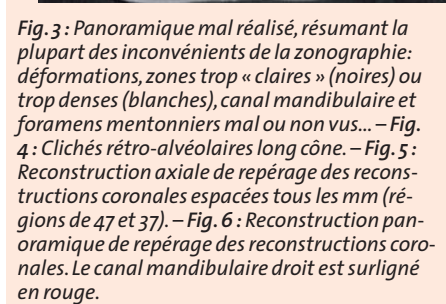 Fig. 3 : Panoramique mal réalisé, résumant la
plupart des inconvénients de la zonographie:
déformations, zones trop « claires » (noires) ou
trop denses (blanches), canal mandibulaire et
foramens mentonniers mal ou non vus… – Fig.
4 : Clichés rétro-alvéolaires long cône. – Fig. 5 :
Reconstruction axiale de repérage des recons-
tructions coronales espacées tous les mm (ré-
gions de 47 et 37). – Fig. 6 : Reconstruction pan-
oramique de repérage des reconstructions coro-
nales. Le canal mandibulaire droit est surligné
en rouge.